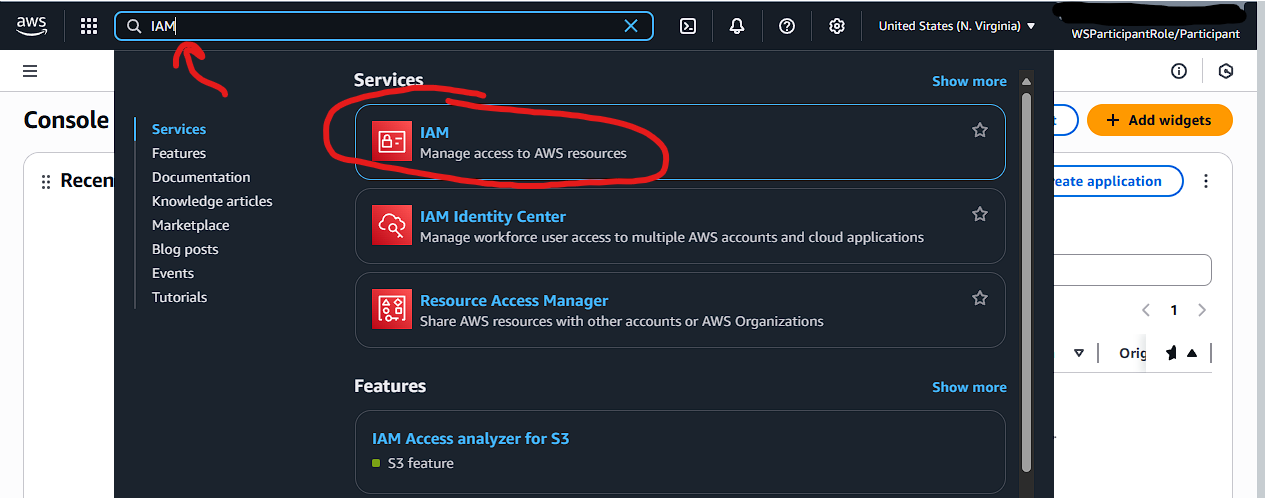 aws
IAM
United States (N. Virginia)
WSParticipantRole/Participant
Console
Add widgets
Recen
eate application
1
Orig
Services
Features
Documentation
Knowledge articles
Marketplace
Blog posts
Events
Tutorials
Services
Show more
IAM
Manage access to AWS resources
IAM Identity Center
Manage workforce user access to multiple AWS accounts and cloud applications
Resource Access Manager
Share AWS resources with other accounts or AWS Organizations
Features
Show more
IAM Access analyzer for S3
S3 feature